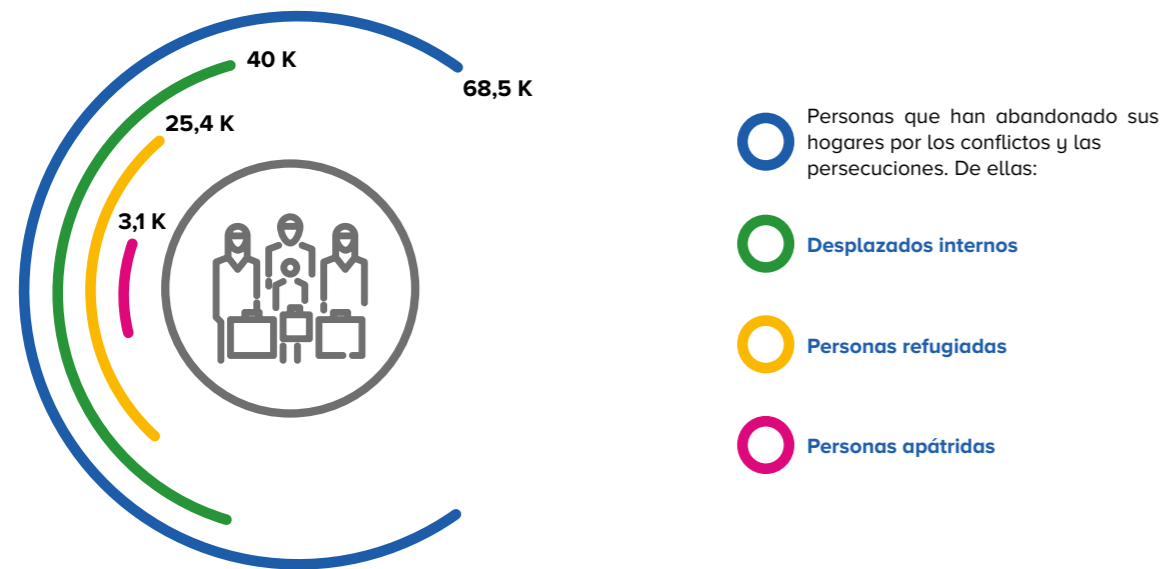 40 K
68,5 K
25,4 K
3,1 K
Personas que han abandonado sus
hogares por los conflictos y las
persecuciones. De ellas:
Desplazados internos
Personas refugiadas
Personas apátridas